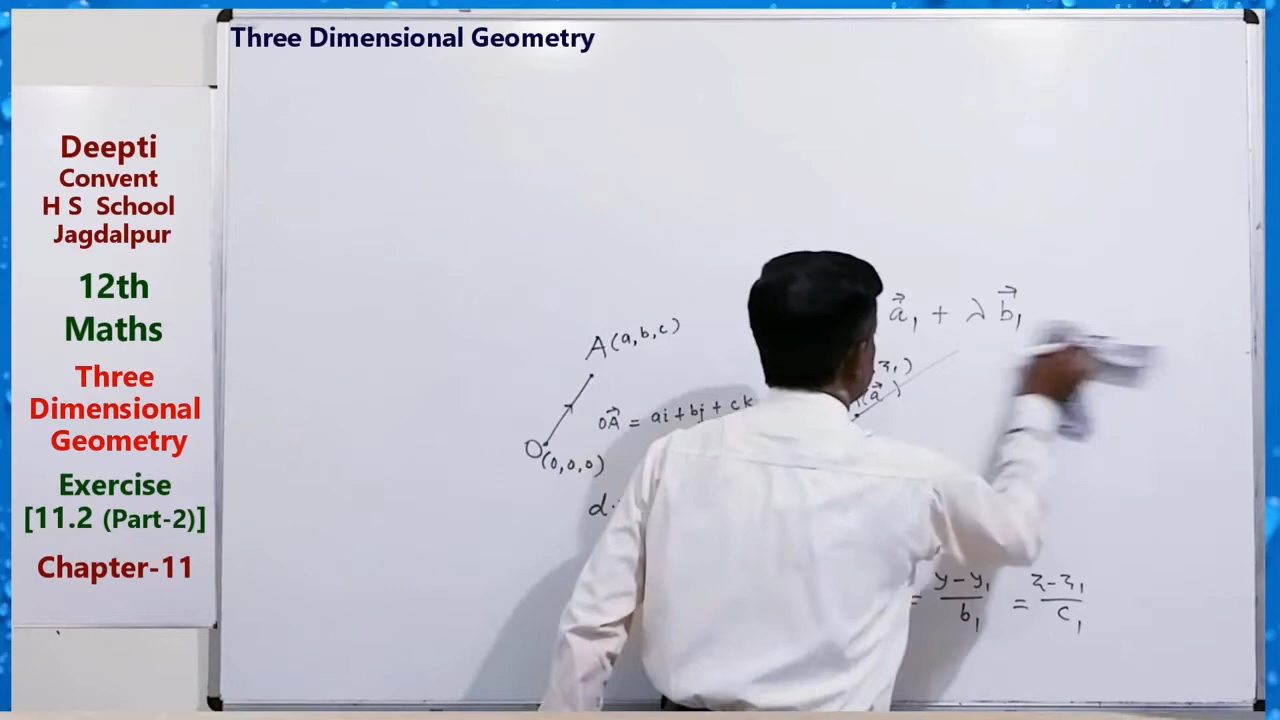 Three Dimensional Geometry
Deepti
Convent
H S School
Jagdalpur
12th
Maths
Three
Dimensional
Geometry
Exercise
[11.2 (Part-2)]
Chapter-11
A(a,b,c)
OA⃗ = ai + bj + ck
O(0,0,0)
d.
a⃗₁ + λ b⃗₁
z₁)
(a⃗)
= y-y₁/b₁ = z-z₁/c₁